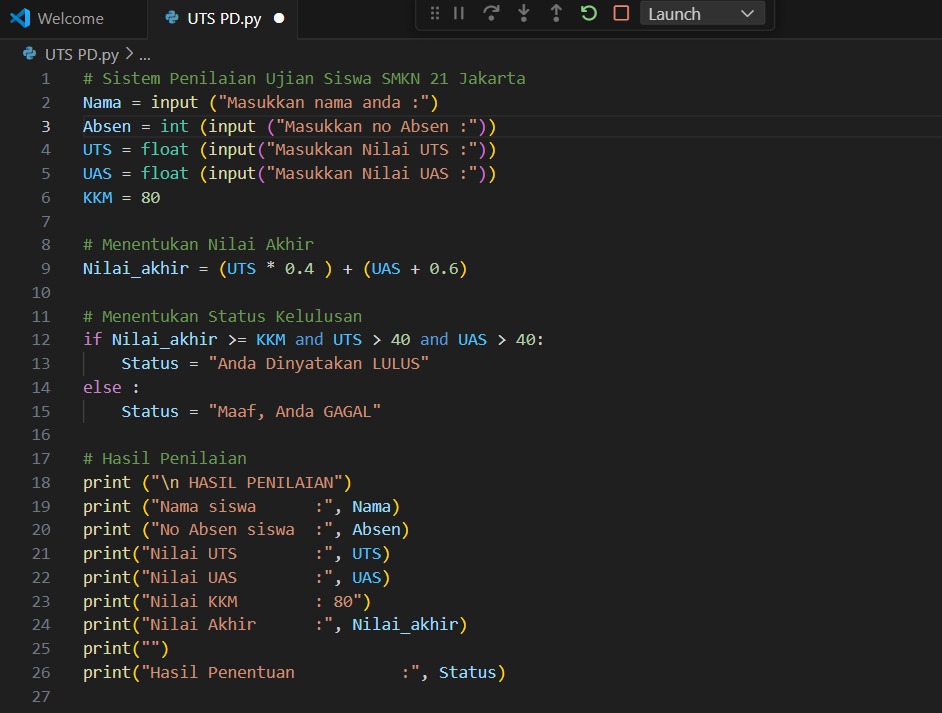 Welcome
UTS PD.py
Launch
UTS PD.py > ...
1 # Sistem Penilaian Ujian Siswa SMKN 21 Jakarta
2 Nama = input ("Masukkan nama anda :")
3 Absen = int (input ("Masukkan no Absen :"))
4 UTS = float (input("Masukkan Nilai UTS :"))
5 UAS = float (input("Masukkan Nilai UAS :"))
6 KKM = 80
7
8 # Menentukan Nilai Akhir
9 Nilai_akhir = (UTS * 0.4 ) + (UAS + 0.6)
10
11 # Menentukan Status Kelulusan
12 if Nilai_akhir >= KKM and UTS > 40 and UAS > 40:
13     Status = "Anda Dinyatakan LULUS"
14 else :
15     Status = "Maaf, Anda GAGAL"
16
17 # Hasil Penilaian
18 print ("\n HASIL PENILAIAN")
19 print ("Nama siswa      :", Nama)
20 print ("No Absen siswa  :", Absen)
21 print("Nilai UTS        :", UTS)
22 print("Nilai UAS        :", UAS)
23 print("Nilai KKM        : 80")
24 print("Nilai Akhir      :", Nilai_akhir)
25 print("")
26 print("Hasil Penentuan           :", Status)
27